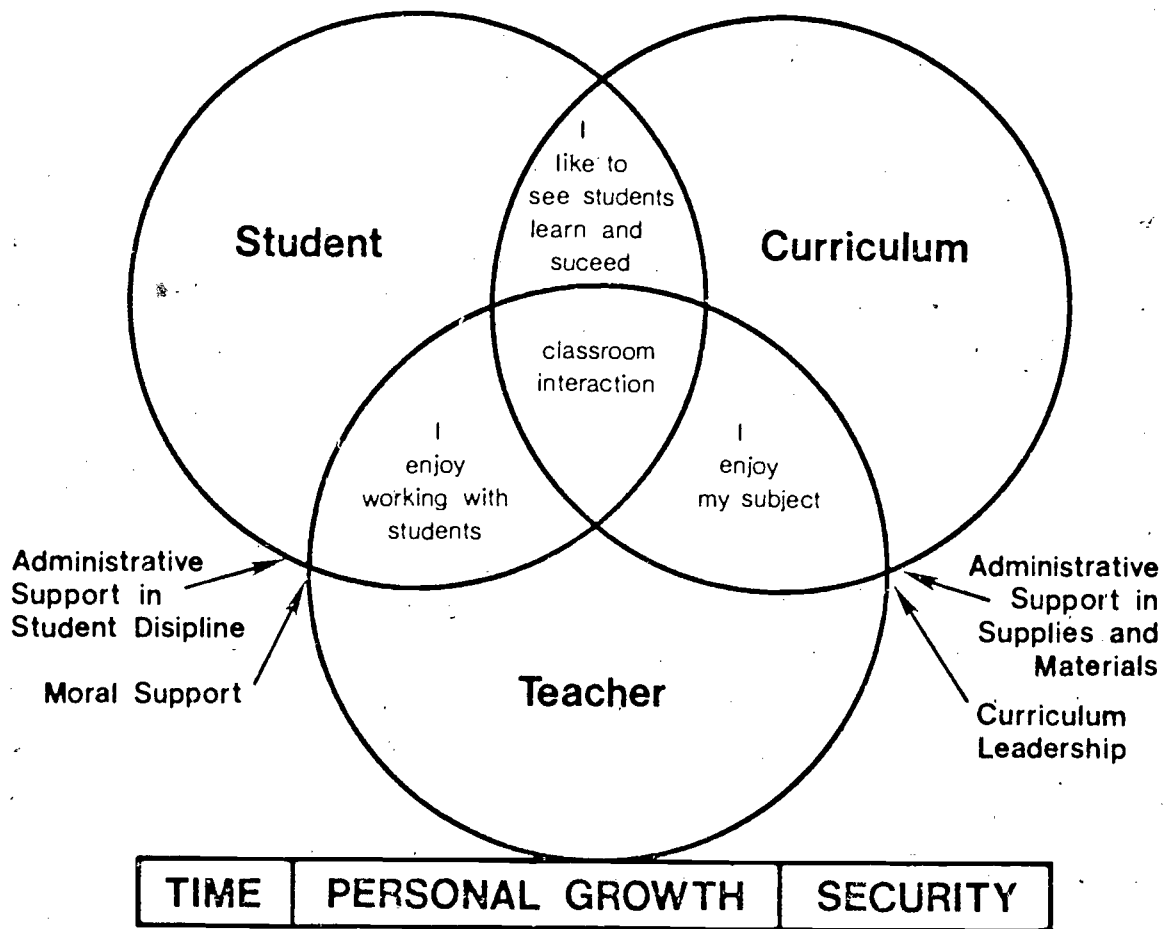 I
like to
see students
learn and
suceed
Student
Curriculum
classroom
interaction
I
enjoy
working with
students
I
enjoy
my subject
Administrative
Support in
Student Disipline
Moral Support
Administrative
Support in
Supplies and
Materials
Curriculum
Leadership
Teacher
TIME
PERSONAL GROWTH
SECURITY